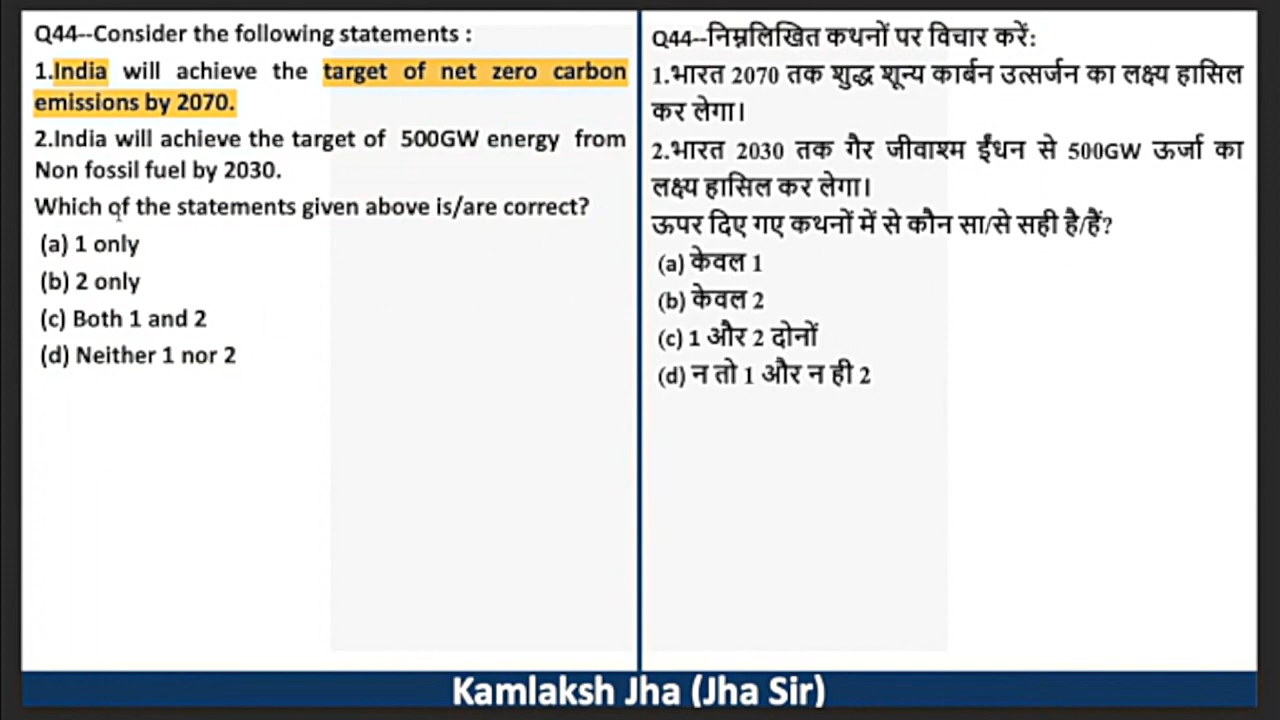 Q44--Consider the following statements :
1.India will achieve the target of net zero carbon
emissions by 2070.
2.India will achieve the target of 500GW energy from
Non fossil fuel by 2030.
Which of the statements given above is/are correct?
(a) 1 only
(b) 2 only
(c) Both 1 and 2
(d) Neither 1 nor 2
Q44--निम्नलिखित कथनों पर विचार करें:
1.भारत 2070 तक शुद्ध शून्य कार्बन उत्सर्जन का लक्ष्य हासिल
कर लेगा।
2.भारत 2030 तक गैर जीवाश्म ईंधन से 500GW ऊर्जा का
लक्ष्य हासिल कर लेगा।
ऊपर दिए गए कथनों में से कौन सा/से सही है/हैं?
(a) केवल 1
(b) केवल 2
(c) 1 और 2 दोनों
(d) न तो 1 और न ही 2
Kamlaksh Jha (Jha Sir)